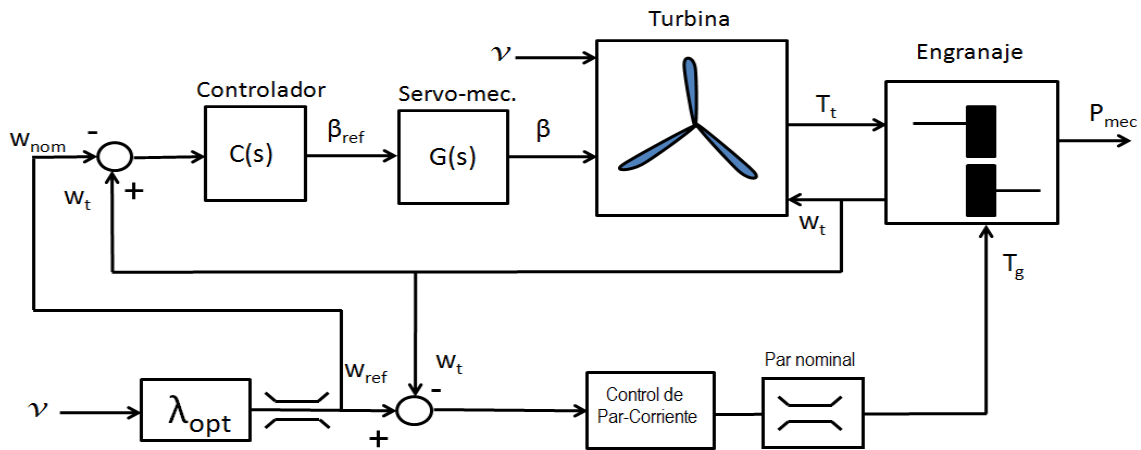 Turbina
Engranaje
𝜈
Controlador
Servo-mec.
T_t
P_mec
w_nom
-
β_ref
β
C(s)
G(s)
w_t
+
w_t
T_g
w_ref
w_t
Par nominal
-
𝜈
λ_opt
Control de
Par-Corriente
+